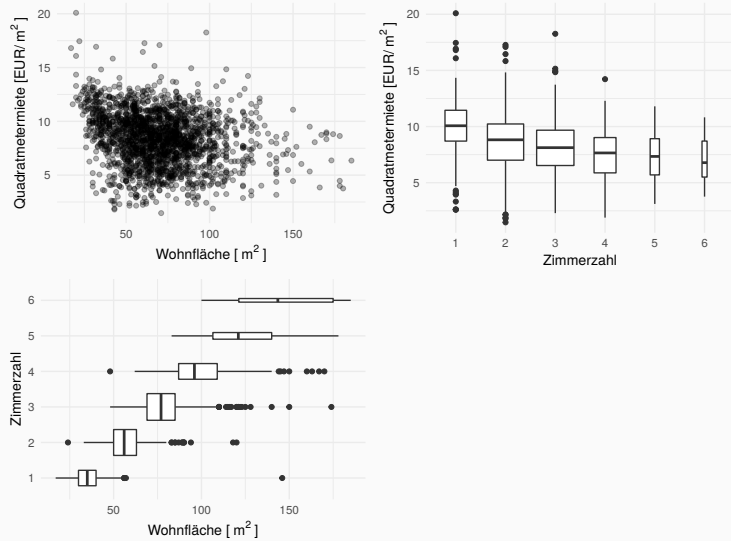 20
15
10
5
Quadratmetermiete [EUR/ m²]
50 100 150
Wohnfläche [ m² ]
20
15
10
5
Quadratmetermiete [EUR/ m²]
1 2 3 4 5 6
Zimmerzahl
6
5
4
3
2
1
Zimmerzahl
50 100 150
Wohnfläche [ m² ]